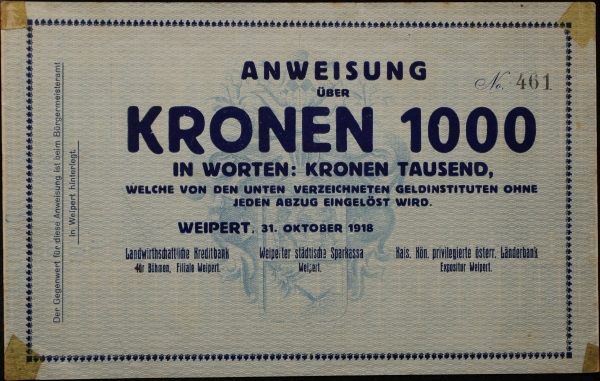 ANWEISUNG
No. 461
ÜBER
KRONEN 1000
IN WORTEN: KRONEN TAUSEND,
WELCHE VON DEN UNTEN VERZEICHNETEN GELDINSTITUTEN OHNE
JEDEN ABZUG EINGELÖST WIRD.
WEIPERT, 31. OKTOBER 1918
Landwirthschaftliche Kreditbank
für Böhmen, Filiale Weipert.
Weiperter städtische Sparkassa
Weipert.
Kais. Kön. privilegierte österr. Länderbank
Expositur Weipert.
Der Gegenwert für diese Anweisung ist beim Bürgermeisteramt
in Weipert hinterlegt.